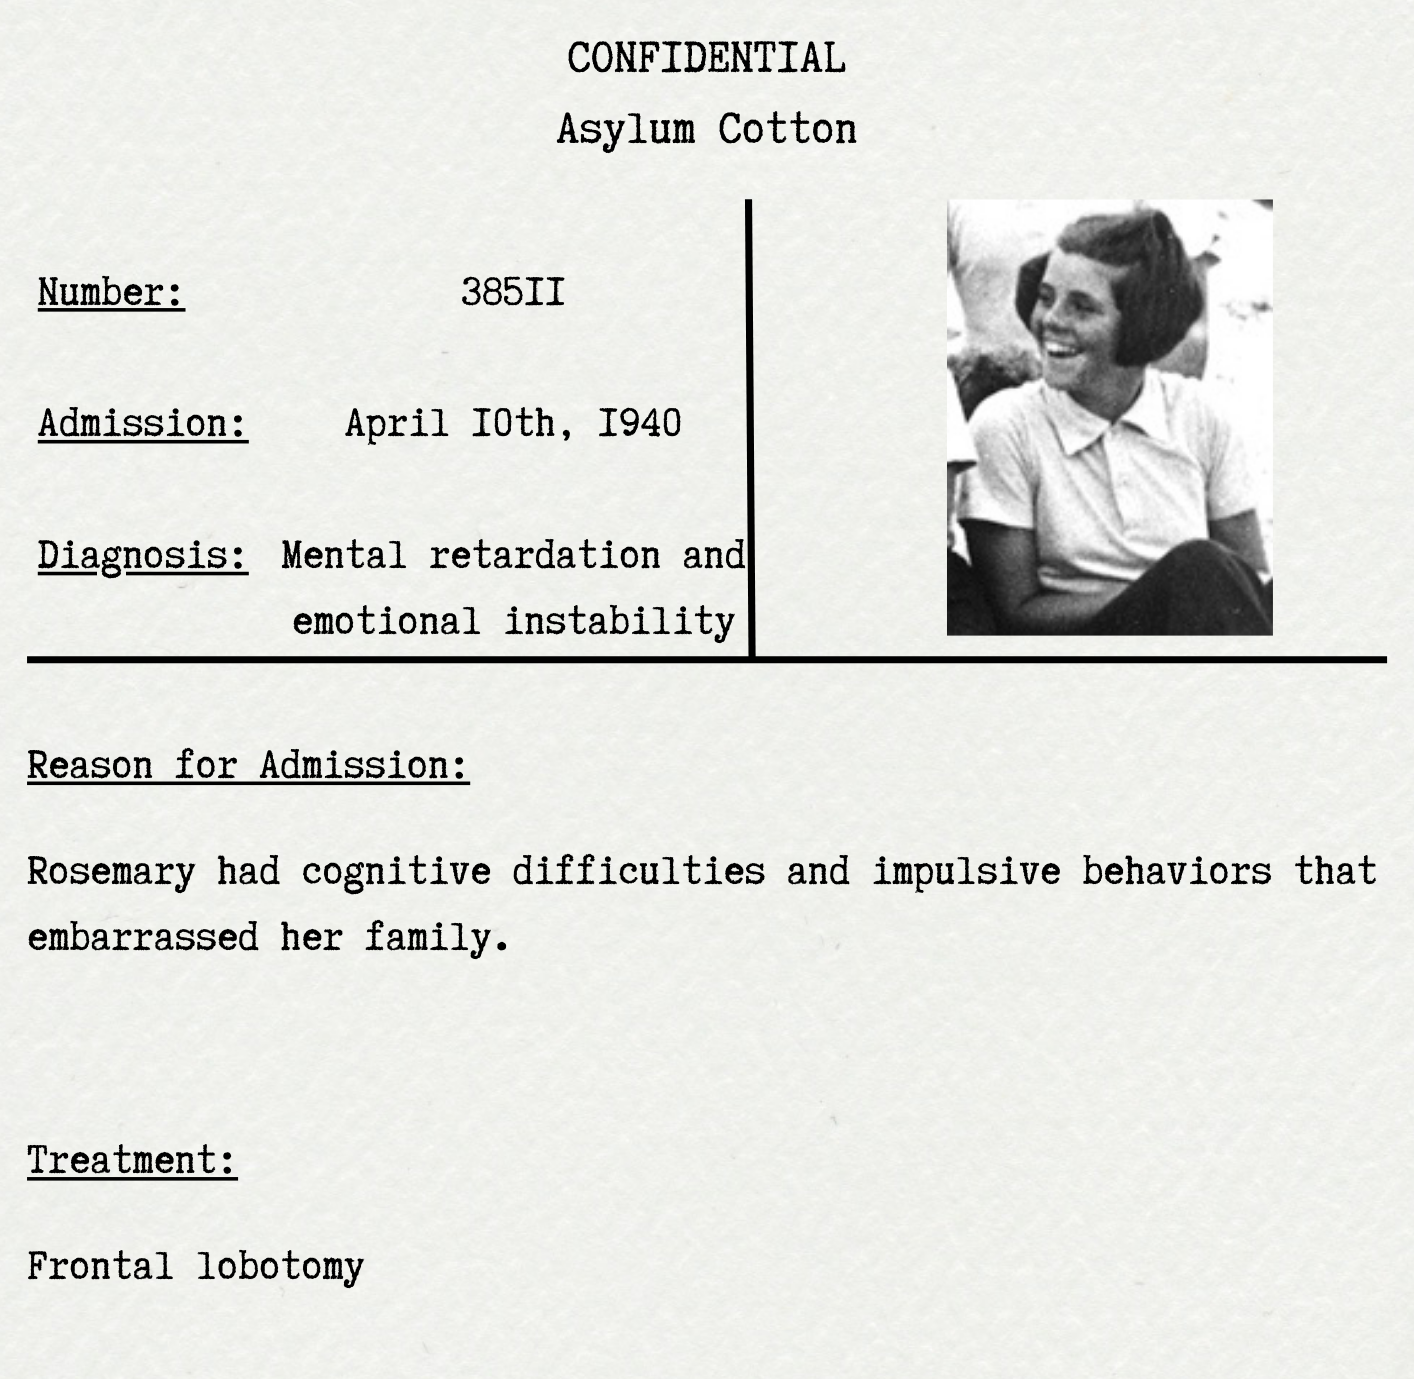 CONFIDENTIAL
Asylum Cotton
Number: 385II
Admission: April I0th, I940
Diagnosis: Mental retardation and
emotional instability
Reason for Admission:
Rosemary had cognitive difficulties and impulsive behaviors that
embarrassed her family.
Treatment:
Frontal lobotomy